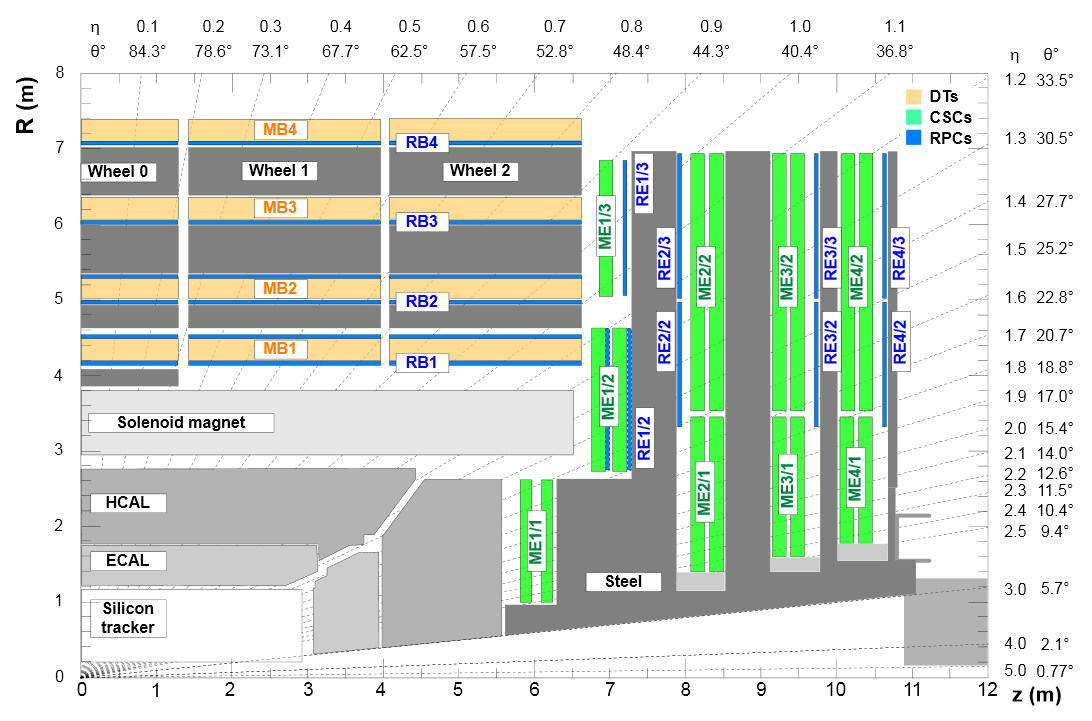 η 0.1 0.2 0.3 0.4 0.5 0.6 0.7 0.8 0.9 1.0 1.1
θ° 84.3° 78.6° 73.1° 67.7° 62.5° 57.5° 52.8° 48.4° 44.3° 40.4° 36.8°
η θ°
R (m)
8
7
6
5
4
3
2
1
0
1.2 33.5°
1.3 30.5°
1.4 27.7°
1.5 25.2°
1.6 22.8°
1.7 20.7°
1.8 18.8°
1.9 17.0°
2.0 15.4°
2.1 14.0°
2.2 12.6°
2.3 11.5°
2.4 10.4°
2.5 9.4°
3.0 5.7°
4.0 2.1°
5.0 0.77°
DTs
CSCs
RPCs
MB4
RB4
Wheel 0 Wheel 1 Wheel 2
MB3
RB3
MB2
RB2
MB1
RB1
Solenoid magnet
HCAL
ECAL
Silicon
tracker
Steel
ME1/3
RE1/3
ME1/2
RE1/2
ME1/1
RE2/3
RE2/2
ME2/2
ME2/1
ME3/2
ME3/1
RE3/3
RE3/2
ME4/2
ME4/1
RE4/3
RE4/2
0 1 2 3 4 5 6 7 8 9 10 11 12
z (m)